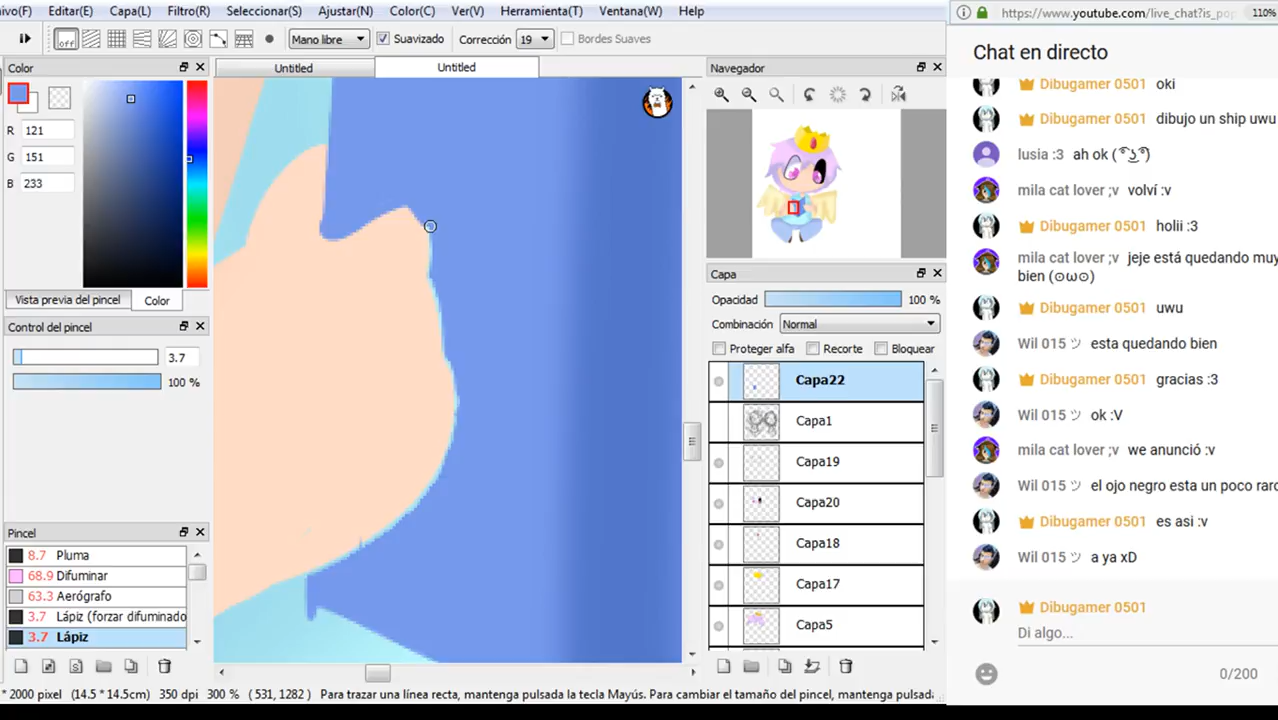 ivo(F) Editar(E) Capa(L) Filtro(R) Seleccionar(S) Ajustar(N) Color(C) Ver(V) Herramienta(T) Ventana(W) Help
off Mano libre Suavizado Corrección 19 Bordes Suaves
Color
Untitled Untitled
R 121
G 151
B 233
Vista previa del pincel Color
Control del pincel
3.7
100 %
Pincel
8.7 Pluma
68.9 Difuminar
63.3 Aerógrafo
3.7 Lápiz (forzar difuminado
3.7 Lápiz
Navegador
Capa
Opacidad 100 %
Combinación Normal
Proteger alfa Recorte Bloquear
Capa22
Capa1
Capa19
Capa20
Capa18
Capa17
Capa5
* 2000 pixel (14.5 * 14.5cm) 350 dpi 300 % (531, 1282) Para trazar una línea recta, mantenga pulsada la tecla Mayús. Para cambiar el tamaño del pincel, mantenga pulsada
https://www.youtube.com/live_chat?is_po 110%
Chat en directo
Dibugamer 0501 oki
Dibugamer 0501 dibujo un ship uwu
lusia :3 ah ok ( ͡° ͜ʖ ͡°)
mila cat lover ;v volví :v
Dibugamer 0501 holii :3
mila cat lover ;v jeje está quedando muy
bien (⊙ω⊙)
Dibugamer 0501 uwu
Wil 015 ツ esta quedando bien
Dibugamer 0501 gracias :3
Wil 015 ツ ok :V
mila cat lover ;v we anunció :v
Wil 015 ツ el ojo negro esta un poco raro
Dibugamer 0501 es asi :v
Wil 015 ツ a ya xD
Dibugamer 0501
Di algo...
0/200